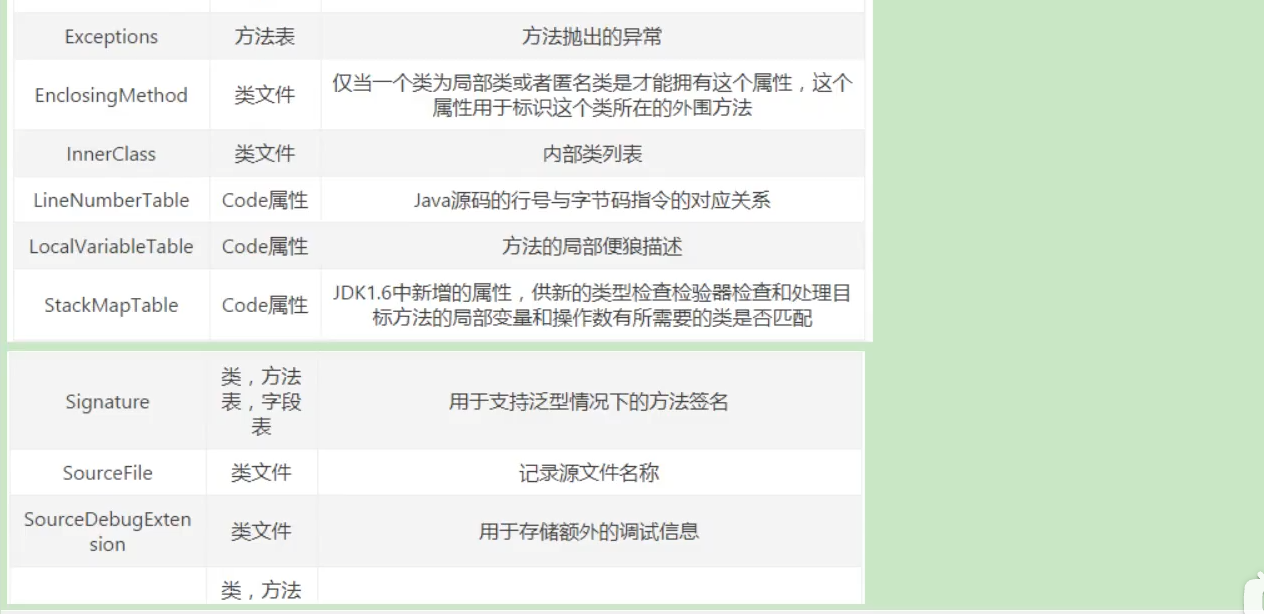 Exceptions 方法表 方法抛出的异常
EnclosingMethod 类文件 仅当一个类为局部类或者匿名类是才能拥有这个属性，这个
属性用于标识这个类所在的外围方法
InnerClass 类文件 内部类列表
LineNumberTable Code属性 Java源码的行号与字节码指令的对应关系
LocalVariableTable Code属性 方法的局部便狼描述
StackMapTable Code属性 JDK1.6中新增的属性，供新的类型检查检验器检查和处理目
标方法的局部变量和操作数有所需要的类是否匹配
Signature 类，方法
表，字段
表 用于支持泛型情况下的方法签名
SourceFile 类文件 记录源文件名称
SourceDebugExten
sion 类文件 用于存储额外的调试信息
类，方法